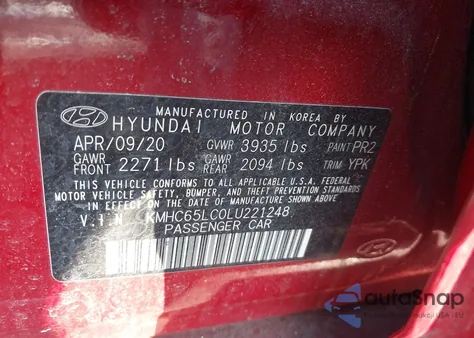 MANUFACTURED IN KOREA BY
HYUNDAI MOTOR COMPANY
APR/09/20 GVWR 3935 lbs PAINT PR2
GAWR FRONT 2271 lbs GAWR REAR 2094 lbs TRIM YPK
THIS VEHICLE CONFORMS TO ALL APPLICABLE U.S.A. FEDERAL
MOTOR VEHICLE SAFETY, BUMPER, AND THEFT PREVENTION STANDARDS
IN EFFECT ON THE DATE OF MANUFACTURE SHOWN ABOVE.
V.I.N : KMHC65LC0LU221248
PASSENGER CAR
autoSnap